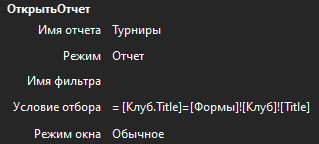 ОткрытьОтчет
Имя отчета Турниры
Режим Отчет
Имя фильтра
Условие отбора = [Клуб.Title]=[Формы]![Клуб]![Title]
Режим окна Обычное